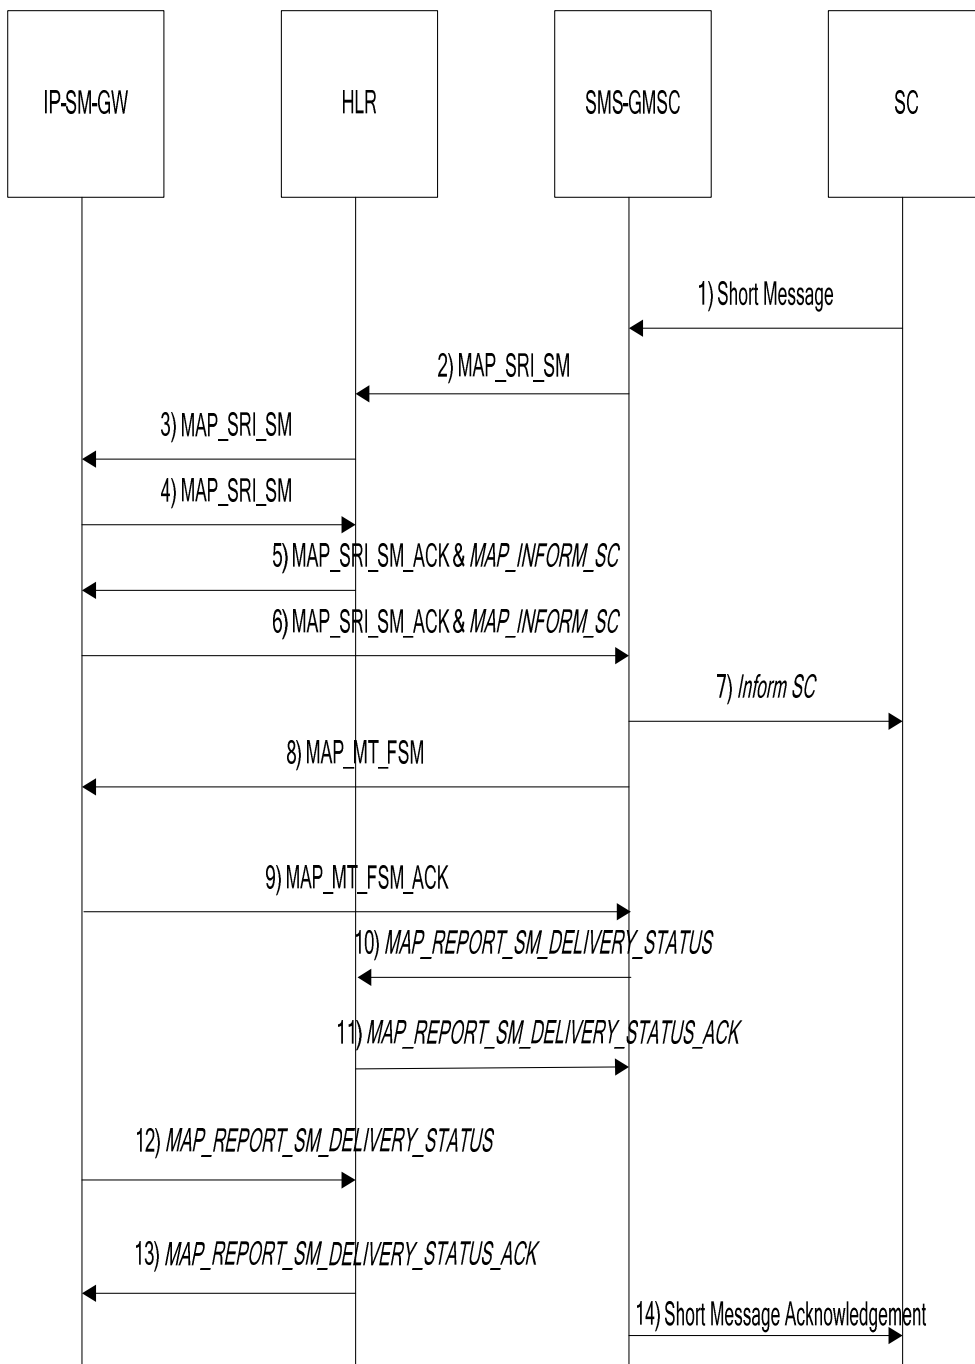 IP-SM-GW
HLR
SMS-GMSC
SC
1) Short Message
2) MAP_SRI_SM
3) MAP_SRI_SM
4) MAP_SRI_SM
5) MAP_SRI_SM_ACK & MAP_INFORM_SC
6) MAP_SRI_SM_ACK & MAP_INFORM_SC
7) Inform SC
8) MAP_MT_FSM
9) MAP_MT_FSM_ACK
10) MAP_REPORT_SM_DELIVERY_STATUS
11) MAP_REPORT_SM_DELIVERY_STATUS_ACK
12) MAP_REPORT_SM_DELIVERY_STATUS
13) MAP_REPORT_SM_DELIVERY_STATUS_ACK
14) Short Message Acknowledgement